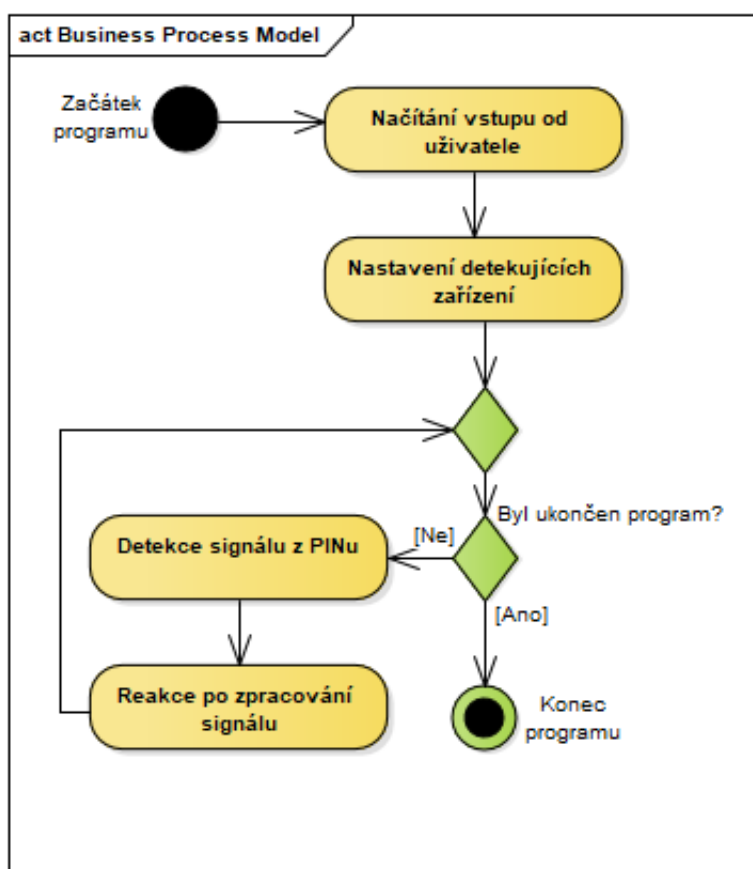 act Business Process Model
Začátek
programu
Načítání vstupu od
uživatele
Nastavení detekujících
zařízení
Byl ukončen program?
[Ne]
Detekce signálu z PINu
[Ano]
Reakce po zpracování
signálu
Konec
programu